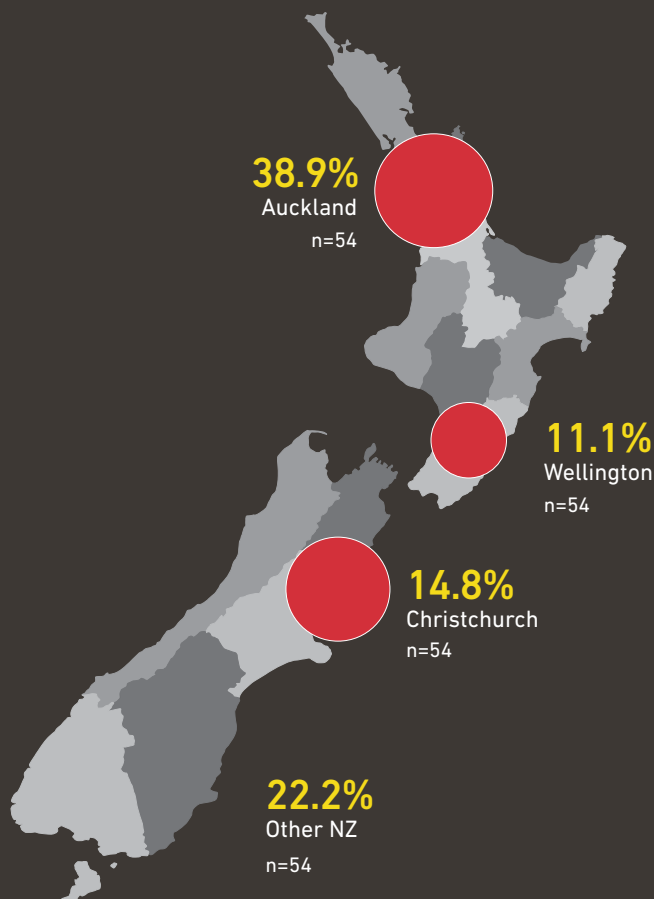 38.9%
Auckland
n=54
11.1%
Wellington
n=54
14.8%
Christchurch
n=54
22.2%
Other NZ
n=54